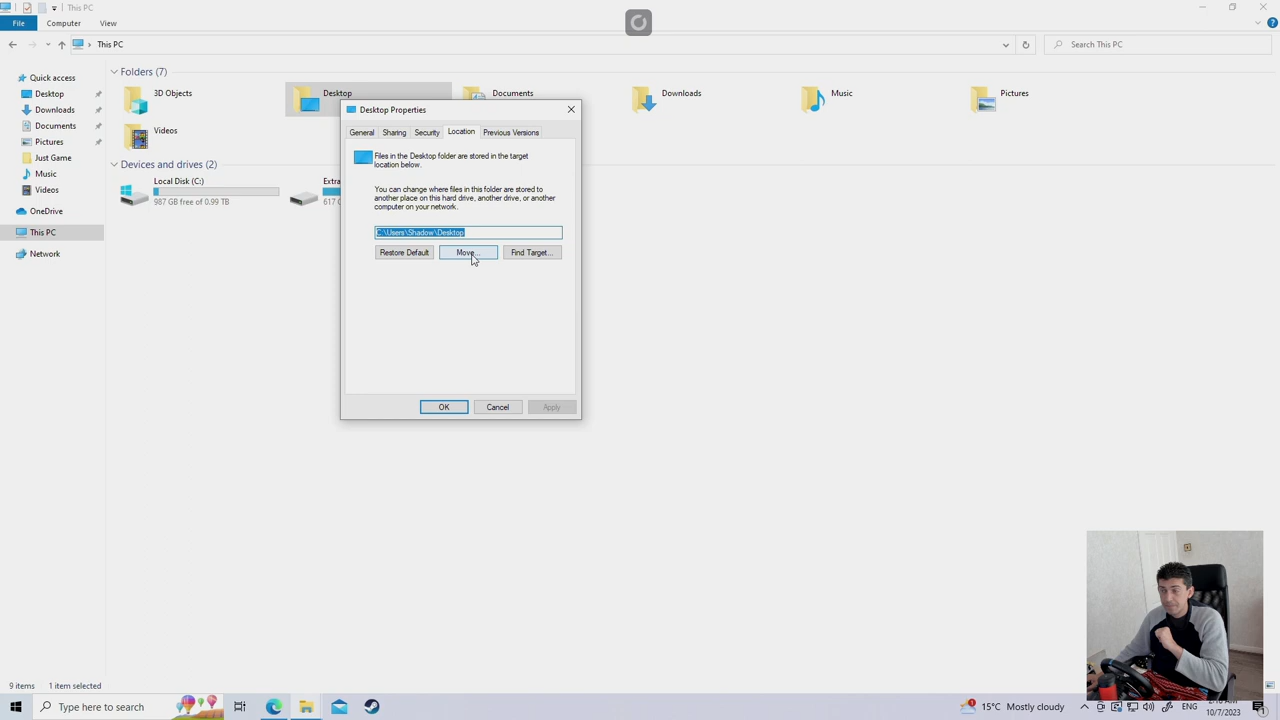 This PC
File
Computer
View
This PC
Search This PC
Quick access
Desktop
Downloads
Documents
Pictures
Just Game
Music
Videos
OneDrive
This PC
Network
Folders (7)
3D Objects
Desktop
Documents
Downloads
Music
Pictures
Videos
Devices and drives (2)
Local Disk (C:)
987 GB free of 0.99 TB
Extra
617 G
Desktop Properties
General
Sharing
Security
Location
Previous Versions
Files in the Desktop folder are stored in the target
location below.
You can change where files in this folder are stored to
another place on this hard drive, another drive, or another
computer on your network.
C:\Users\Shadow\Desktop
Restore Default
Move...
Find Target...
OK
Cancel
Apply
9 items
1 item selected
Type here to search
15°C Mostly cloudy
ENG
10/7/2023